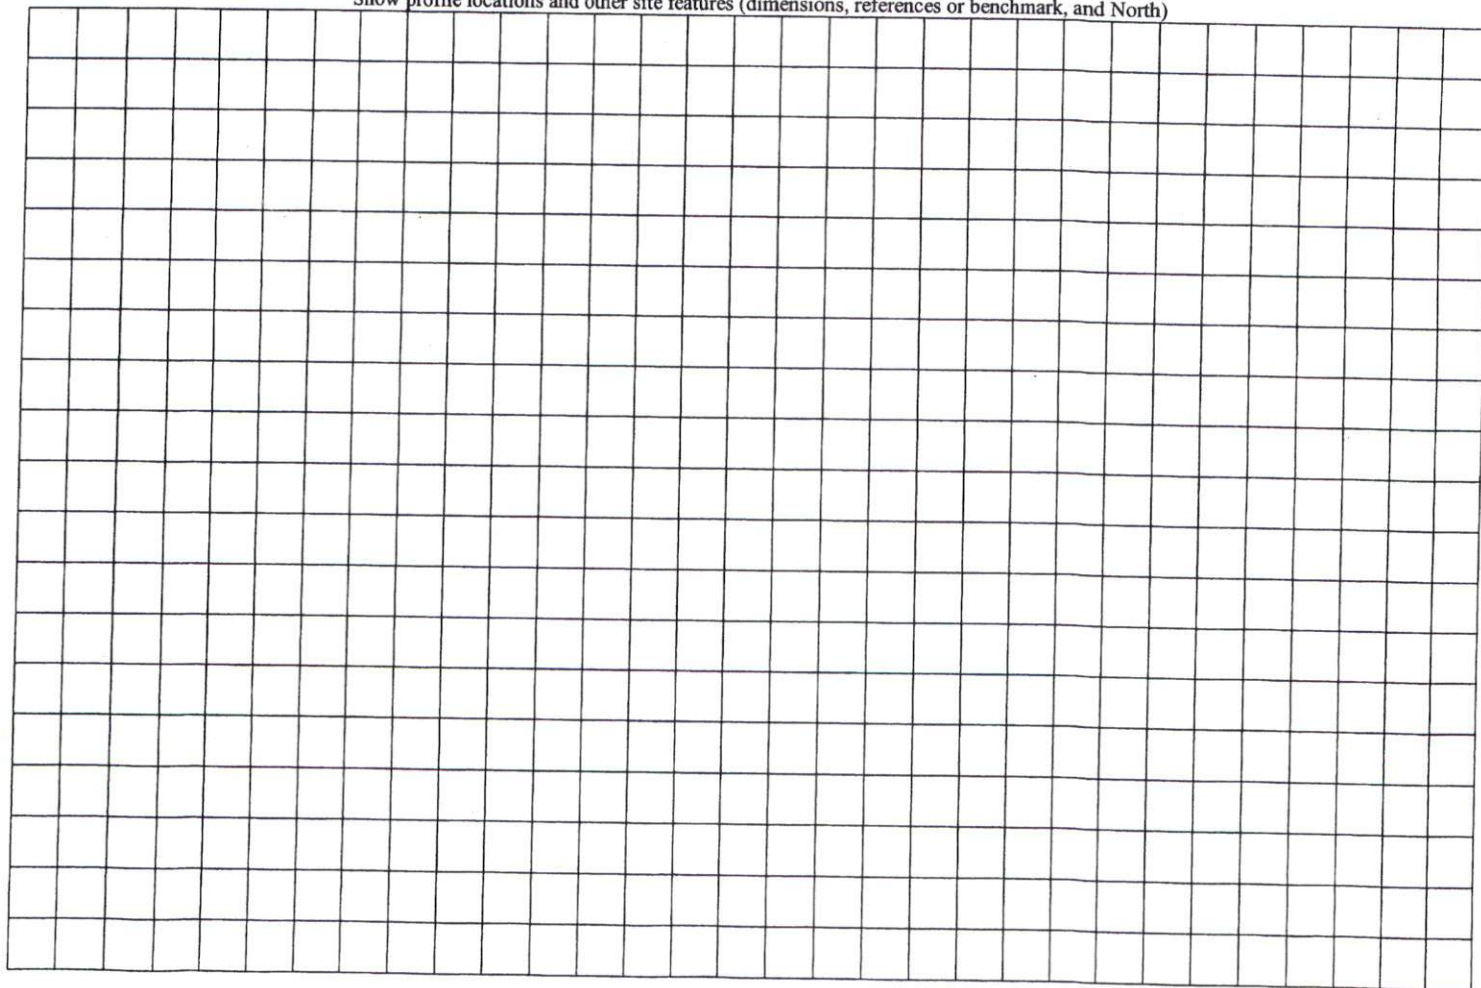 Show profile locations and other site features (dimensions, references or benchmark, and North)